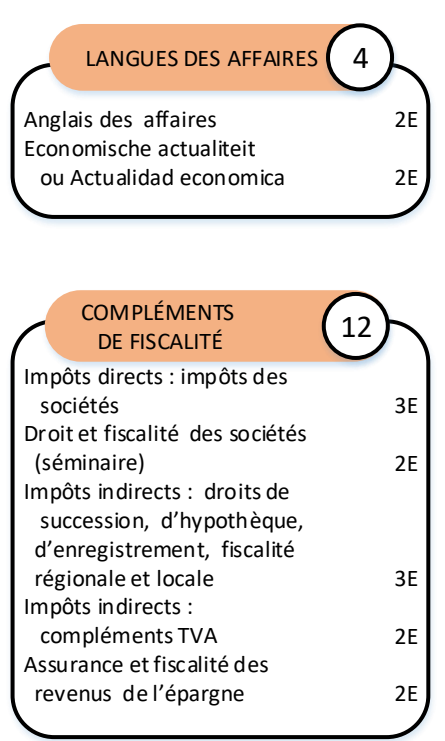 LANGUES DES AFFAIRES 4
Anglais des affaires 2E
Economische actualiteit
ou Actualidad economica 2E
COMPLÉMENTS
DE FISCALITÉ 12
Impôts directs : impôts des
sociétés 3E
Droit et fiscalité des sociétés
(séminaire) 2E
Impôts indirects : droits de
succession, d'hypothèque,
d'enregistrement, fiscalité
régionale et locale 3E
Impôts indirects :
compléments TVA 2E
Assurance et fiscalité des
revenus de l'épargne 2E